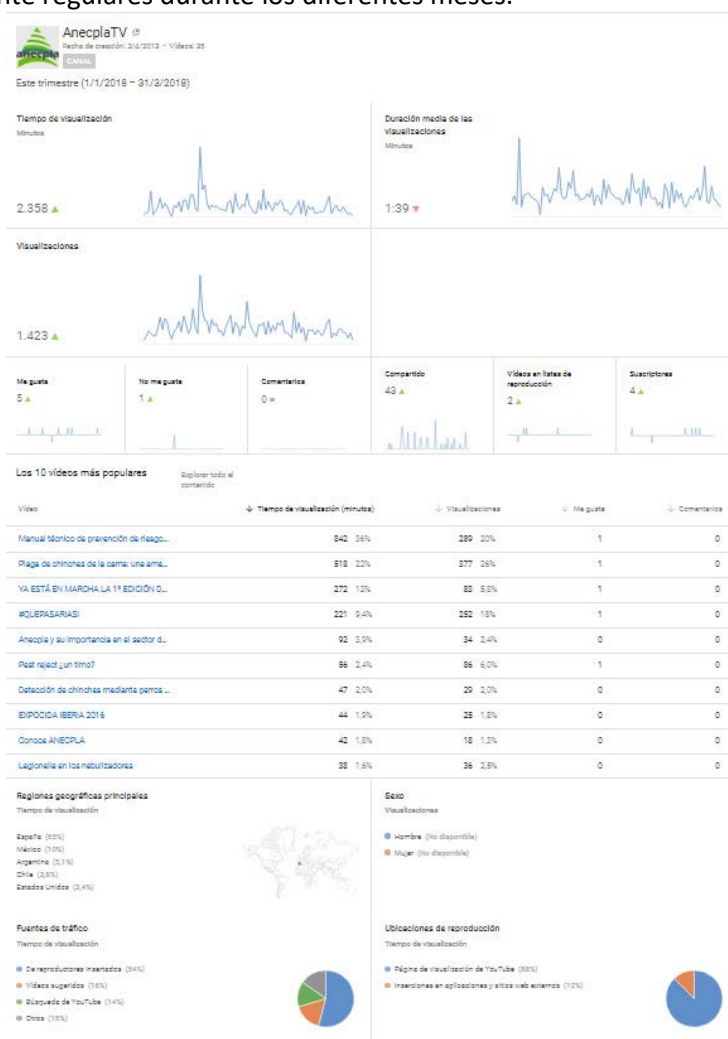 nte regulares durante los diferentes meses.
AnecplaTV
anecpla
Fecha de creación: 2/6/2013 • Vídeos: 35
CANAL
Este trimestre (1/1/2018 – 31/3/2018)
Tiempo de visualización
Minutos
2.358
Duración media de las visualizaciones
Minutos
1:39
Visualizaciones
1.423
Me gusta
5
No me gusta
1
Comentarios
0 =
Compartido
43
Vídeos en listas de reproducción
2
Suscriptores
4
Los 10 vídeos más populares
Explorar todo el contenido
Vídeo Tiempo de visualización (minutos) Visualizaciones Me gusta Comentarios
Manual técnico de prevención de riesgo... 842 36% 289 20% 1 0
Plaga de chinches de la cama: una ame... 518 22% 377 26% 1 0
YA ESTÁ EN MARCHA LA 1ª EDICIÓN D... 272 12% 83 5,8% 1 0
#QUEPASARIASI 221 9,4% 252 18% 1 0
Anecpla y su importancia en el sector d... 92 3,9% 34 2,4% 0 0
Pest reject ¿un timo? 56 2,4% 86 6,0% 1 0
Detección de chinches mediante perros ... 47 2,0% 29 2,0% 0 0
EXPOCIDA IBERIA 2016 44 1,9% 25 1,8% 0 0
Conoce ANECPLA 42 1,8% 18 1,3% 0 0
Legionella en los nebulizadores 38 1,6% 36 2,5% 0 0
Regiones geográficas principales
Tiempo de visualización
España
México (10%)
Argentina
Chile
Estados Unidos
Sexo
Visualizaciones
Hombre (No disponible)
Mujer (No disponible)
Fuentes de tráfico
Tiempo de visualización
De reproductores insertados (54%)
Vídeos sugeridos (16%)
Búsqueda de YouTube (14%)
Otros
Ubicaciones de reproducción
Tiempo de visualización
Página de visualización de YouTube (88%)
Inserciones en aplicaciones y sitios web externos (12%)